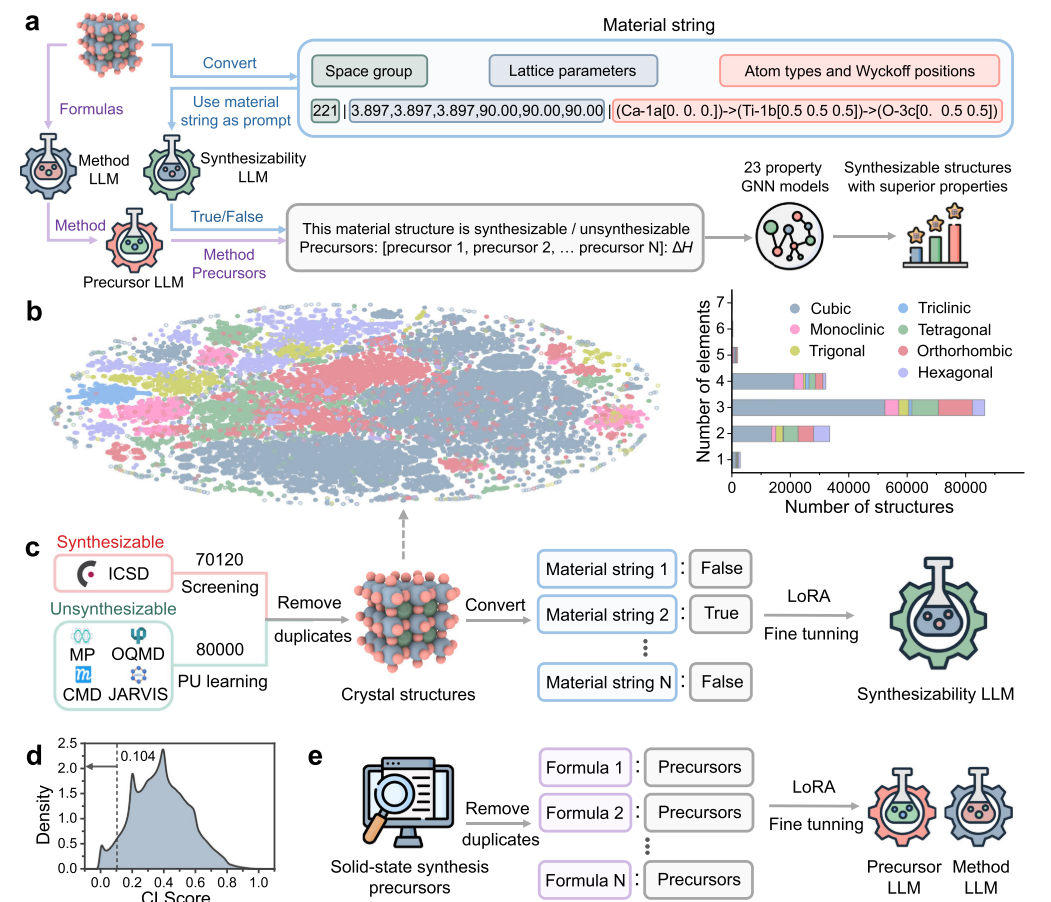 a
Material string
Convert
Space group
Lattice parameters
Atom types and Wyckoff positions
Formulas
Use material
string as prompt
221 | 3.897,3.897,3.897,90.00,90.00,90.00 | (Ca-1a[0. 0. 0.])->(Ti-1b[0.5 0.5 0.5])->(O-3c[0. 0.5 0.5])
Method
LLM
Synthesizability
LLM
23 property
GNN models
Synthesizable structures
with superior properties
Method
True/False
Method
Precursors
Precursor LLM
This material structure is synthesizable / unsynthesizable
Precursors: [precursor 1, precursor 2, … precursor N]: ΔH
b
Number of elements
7
6
5
4
3
2
1
Cubic
Monoclinic
Trigonal
Triclinic
Tetragonal
Orthorhombic
Hexagonal
0 20000 40000 60000 80000
Number of structures
c
Synthesizable
ICSD
70120
Screening
Unsynthesizable
MP OQMD
CMD JARVIS
80000
PU learning
Remove
duplicates
Crystal structures
Convert
Material string 1 : False
Material string 2 : True
Material string N : False
LoRA
Fine tunning
Synthesizability LLM
d
Density
2.5
2.0
1.5
1.0
0.5
0.0
0.104
0.0 0.2 0.4 0.6 0.8 1.0
e
Solid-state synthesis
precursors
Remove
duplicates
Formula 1 : Precursors
Formula 2 : Precursors
Formula N : Precursors
LoRA
Fine tunning
Precursor
LLM
Method
LLM